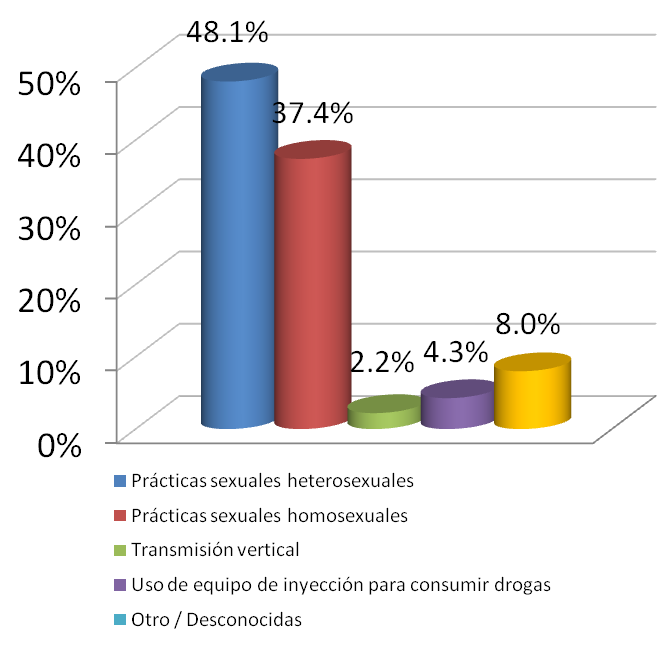 48.1%
37.4%
2.2%
4.3%
8.0%
50%
40%
30%
20%
10%
0%
Prácticas sexuales heterosexuales
Prácticas sexuales homosexuales
Transmisión vertical
Uso de equipo de inyección para consumir drogas
Otro / Desconocidas